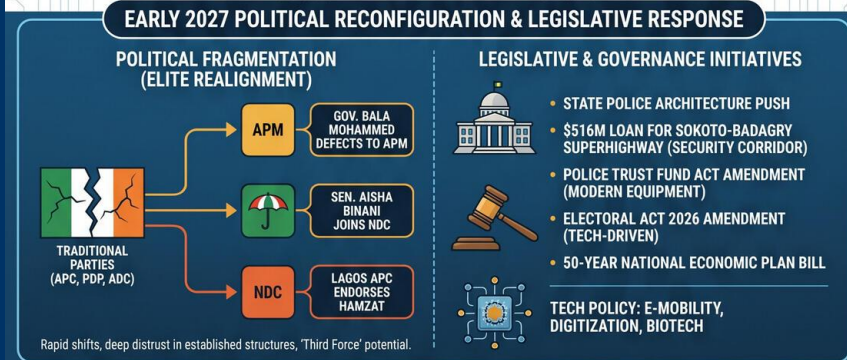 EARLY 2027 POLITICAL RECONFIGURATION & LEGISLATIVE RESPONSE
POLITICAL FRAGMENTATION
(ELITE REALIGNMENT)
APM
GOV. BALA
MOHAMMED
DEFECTS TO APM
SEN. AISHA
BINANI
JOINS NDC
TRADITIONAL
PARTIES
(APC, PDP, ADC)
NDC
LAGOS APC
ENDORSES
HAMZAT
Rapid shifts, deep distrust in established structures, 'Third Force' potential.
LEGISLATIVE & GOVERNANCE INITIATIVES
• STATE POLICE ARCHITECTURE PUSH
• $516M LOAN FOR SOKOTO-BADAGRY
SUPERHIGHWAY (SECURITY CORRIDOR)
• POLICE TRUST FUND ACT AMENDMENT
(MODERN EQUIPMENT)
• ELECTORAL ACT 2026 AMENDMENT
(TECH-DRIVEN)
• 50-YEAR NATIONAL ECONOMIC PLAN BILL
TECH POLICY: E-MOBILITY,
DIGITIZATION, BIOTECH